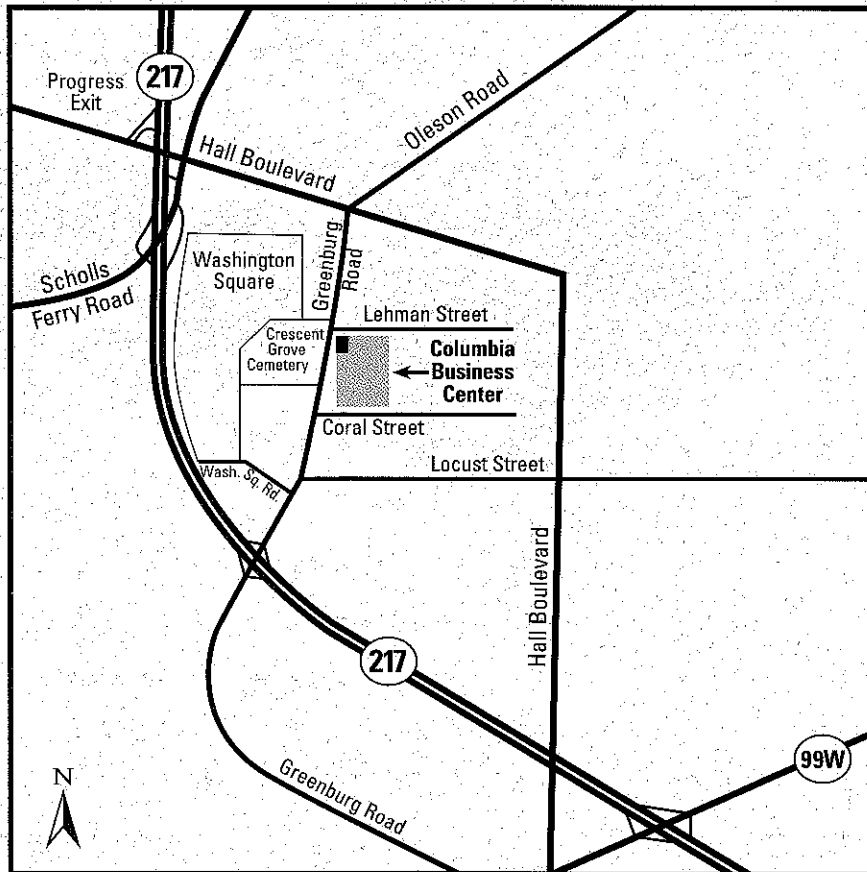 217
Progress
Exit
Oleson Road
Hall Boulevard
Washington
Square
Greenburg
Road
Scholls
Ferry Road
Lehman Street
Crescent
Grove
Cemetery
Columbia
Business
Center
Coral Street
Wash. Sq. Rd.
Locust Street
Hall Boulevard
217
99W
N
Greenburg Road